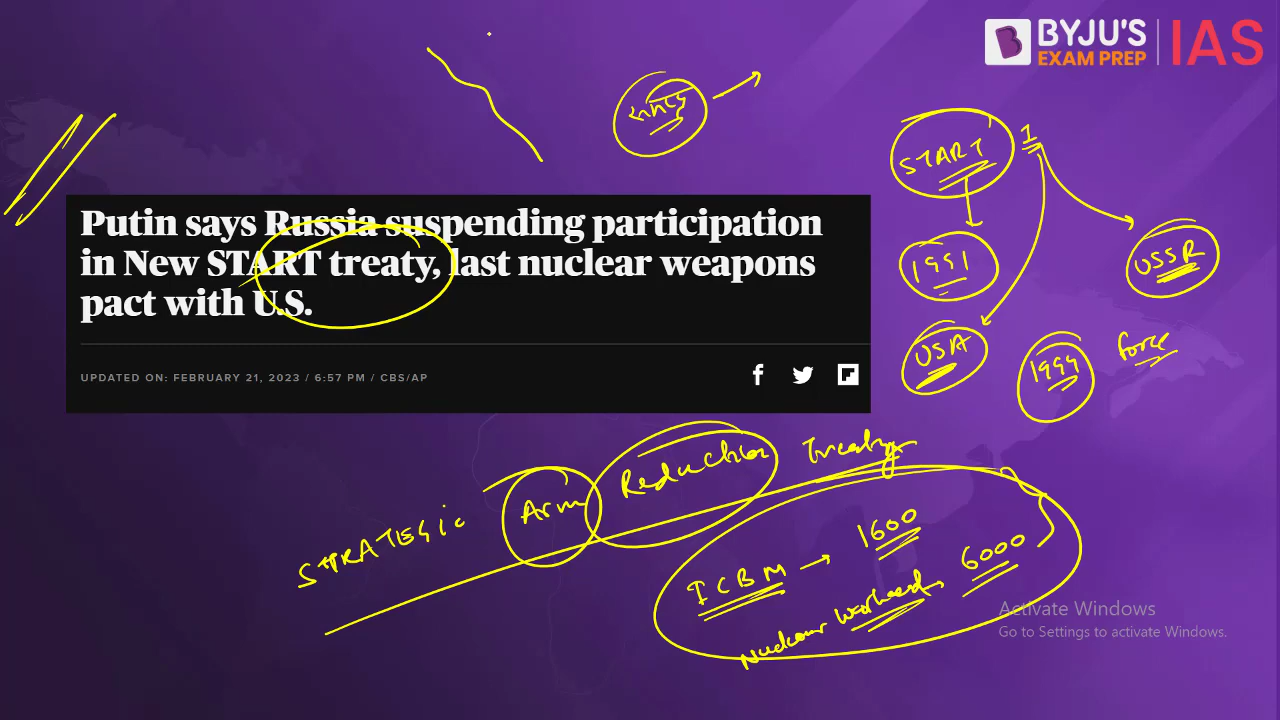 BYJU'S
EXAM PREP
IAS
START 1
Putin says Russia suspending participation
in New START treaty, last nuclear weapons
pact with U.S.
UPDATED ON: FEBRUARY 21, 2023 / 6:57 PM / CBS/AP
1991
USSR
USA
1994 force
STRATEGIC Arm Reduction Treaty
ICBM → 1600
Nuclear Warhead → 6000
Activate Windows
Go to Settings to activate Windows.